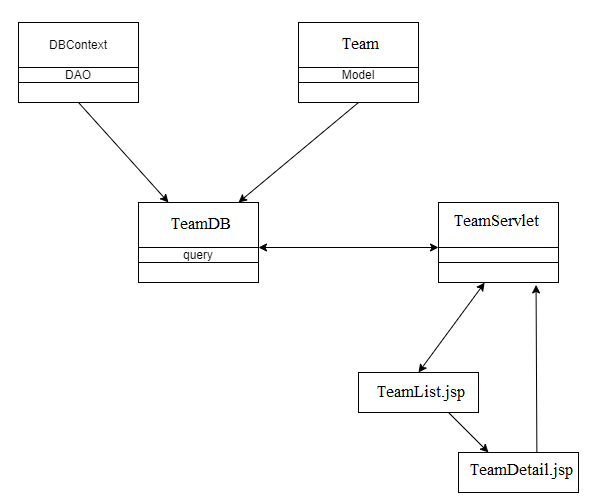 DBContext
DAO
Team
Model
TeamDB
query
TeamServlet
TeamList.jsp
TeamDetail.jsp